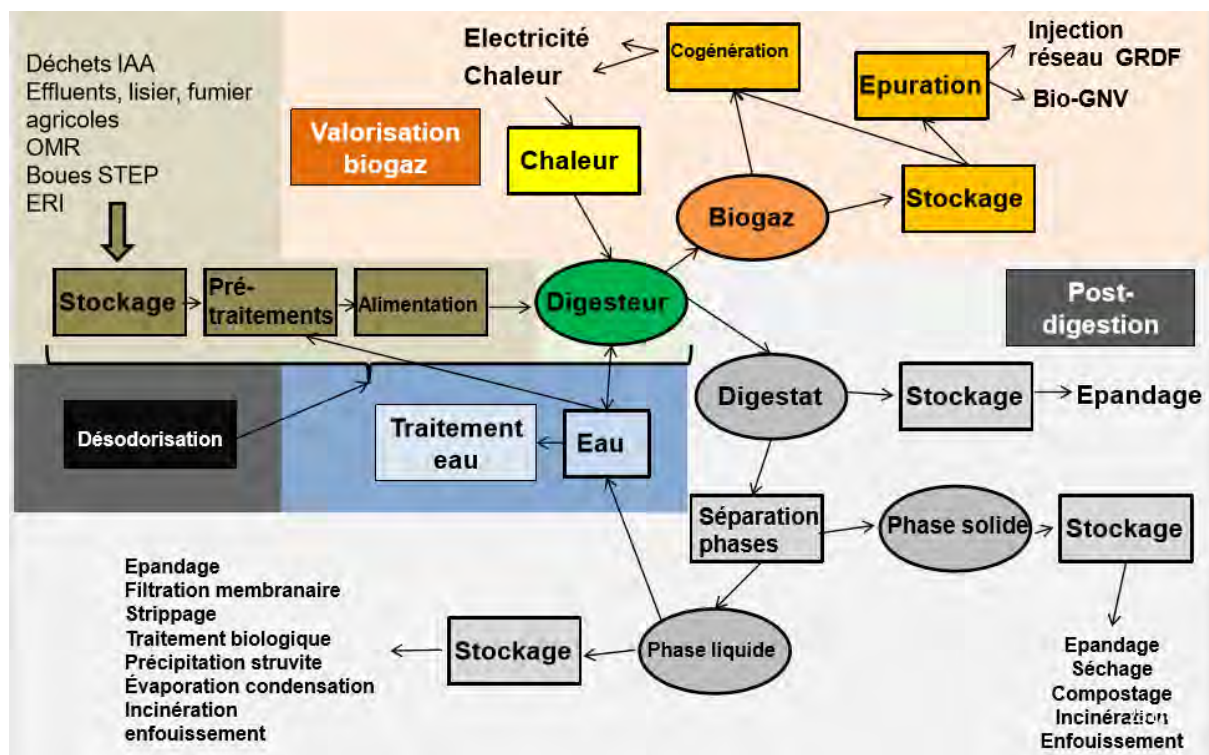 Déchets IAA
Effluents, lisier, fumier
agricoles
OMR
Boues STEP
ERI
Electricité
Chaleur
Cogénération
Injection
réseau GRDF
Epuration
Bio-GNV
Valorisation
biogaz
Chaleur
Biogaz
Stockage
Stockage
Pré-
traitements
Alimentation
Digesteur
Post-
digestion
Digestat
Stockage
Epandage
Désodorisation
Traitement
eau
Eau
Séparation
phases
Phase solide
Stockage
Epandage
Filtration membranaire
Strippage
Traitement biologique
Précipitation struvite
Évaporation condensation
Incinération
enfouissement
Stockage
Phase liquide
Epandage
Séchage
Compostage
Incinération
Enfouissement